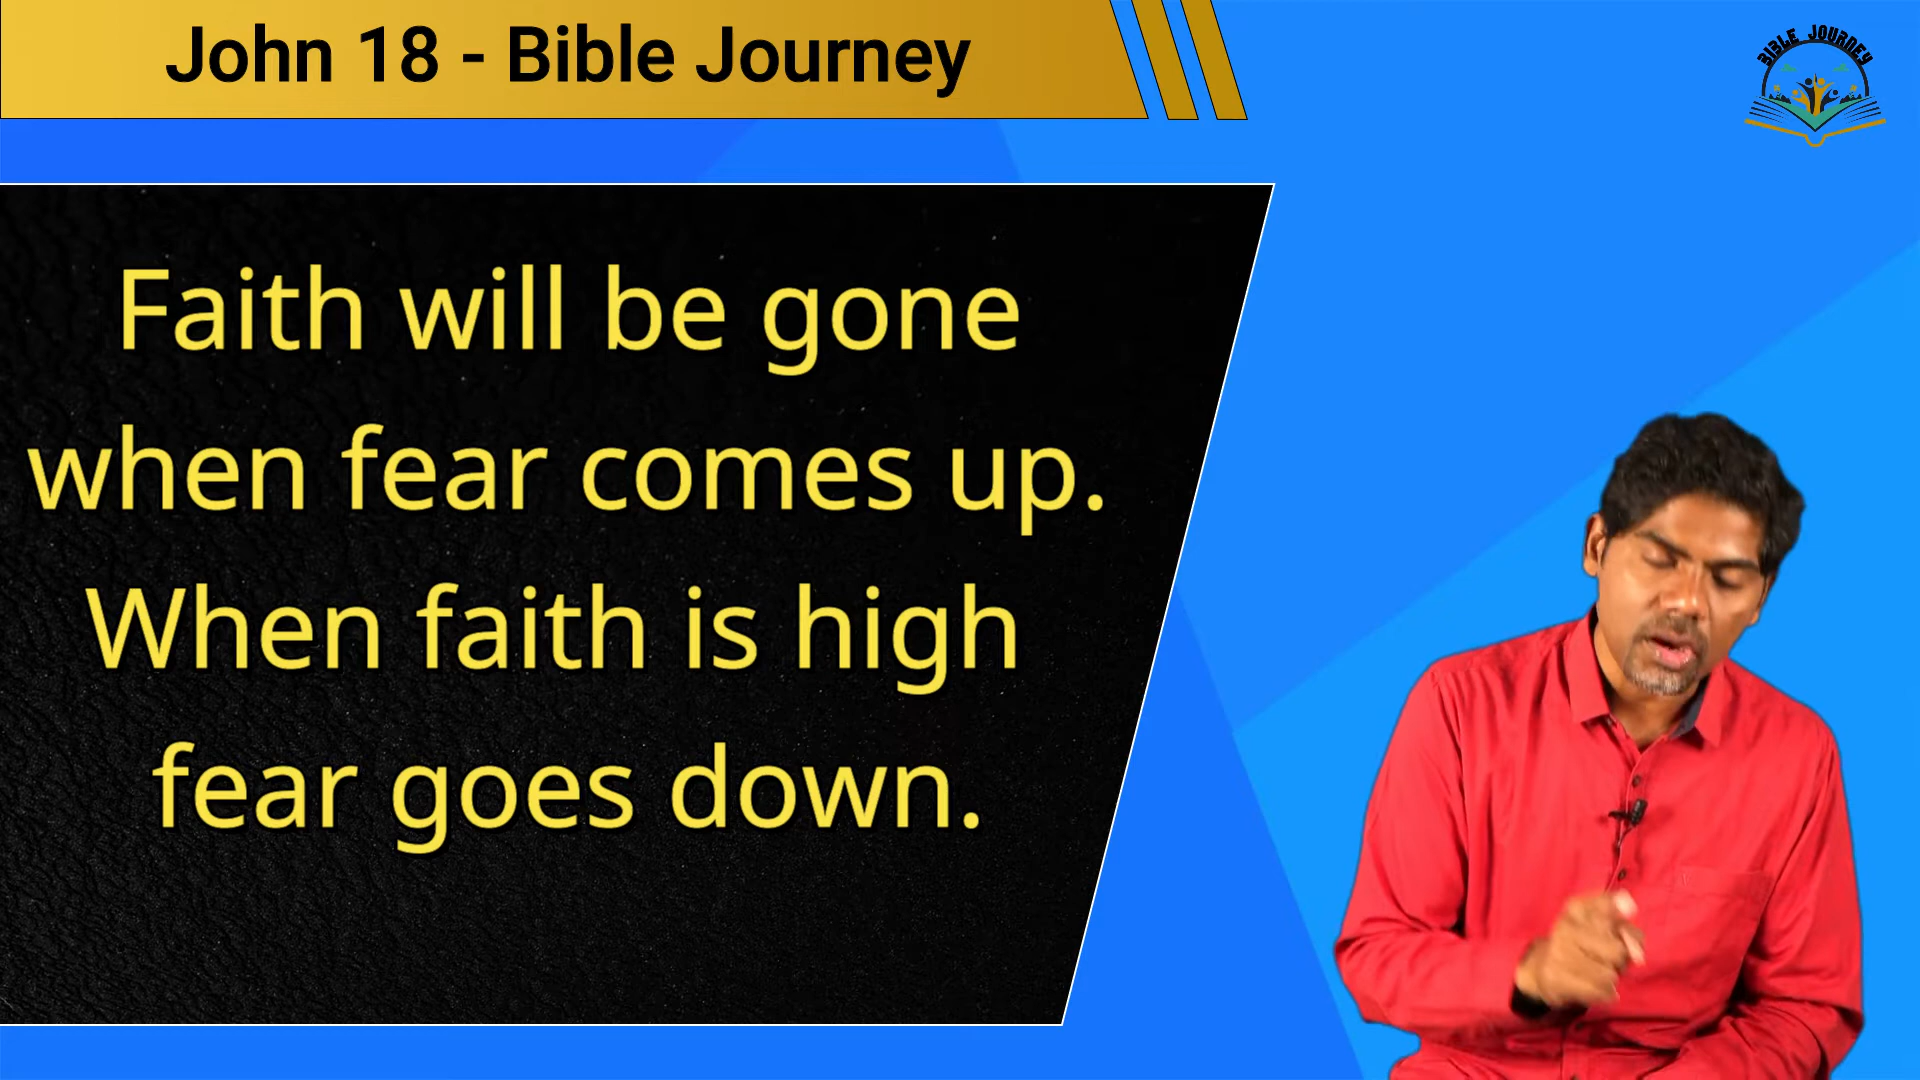 John 18 - Bible Journey
BIBLE JOURNEY
Faith will be gone
when fear comes up.
When faith is high
fear goes down.